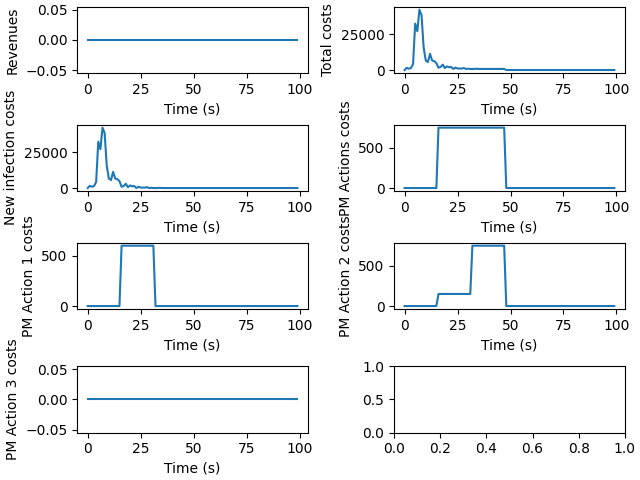 Revenues
0.05
0.00
−0.05
0 25 50 75 100
Time (s)
Total costs
25000
0
0 25 50 75 100
Time (s)
New infection costs
25000
0
0 25 50 75 100
Time (s)
PM Actions costs
500
0
0 25 50 75 100
Time (s)
PM Action 1 costs
500
0
0 25 50 75 100
Time (s)
PM Action 2 costs
500
0
0 25 50 75 100
Time (s)
PM Action 3 costs
0.05
0.00
−0.05
0 25 50 75 100
Time (s)
1.0
0.5
0.0
0.0 0.2 0.4 0.6 0.8 1.0